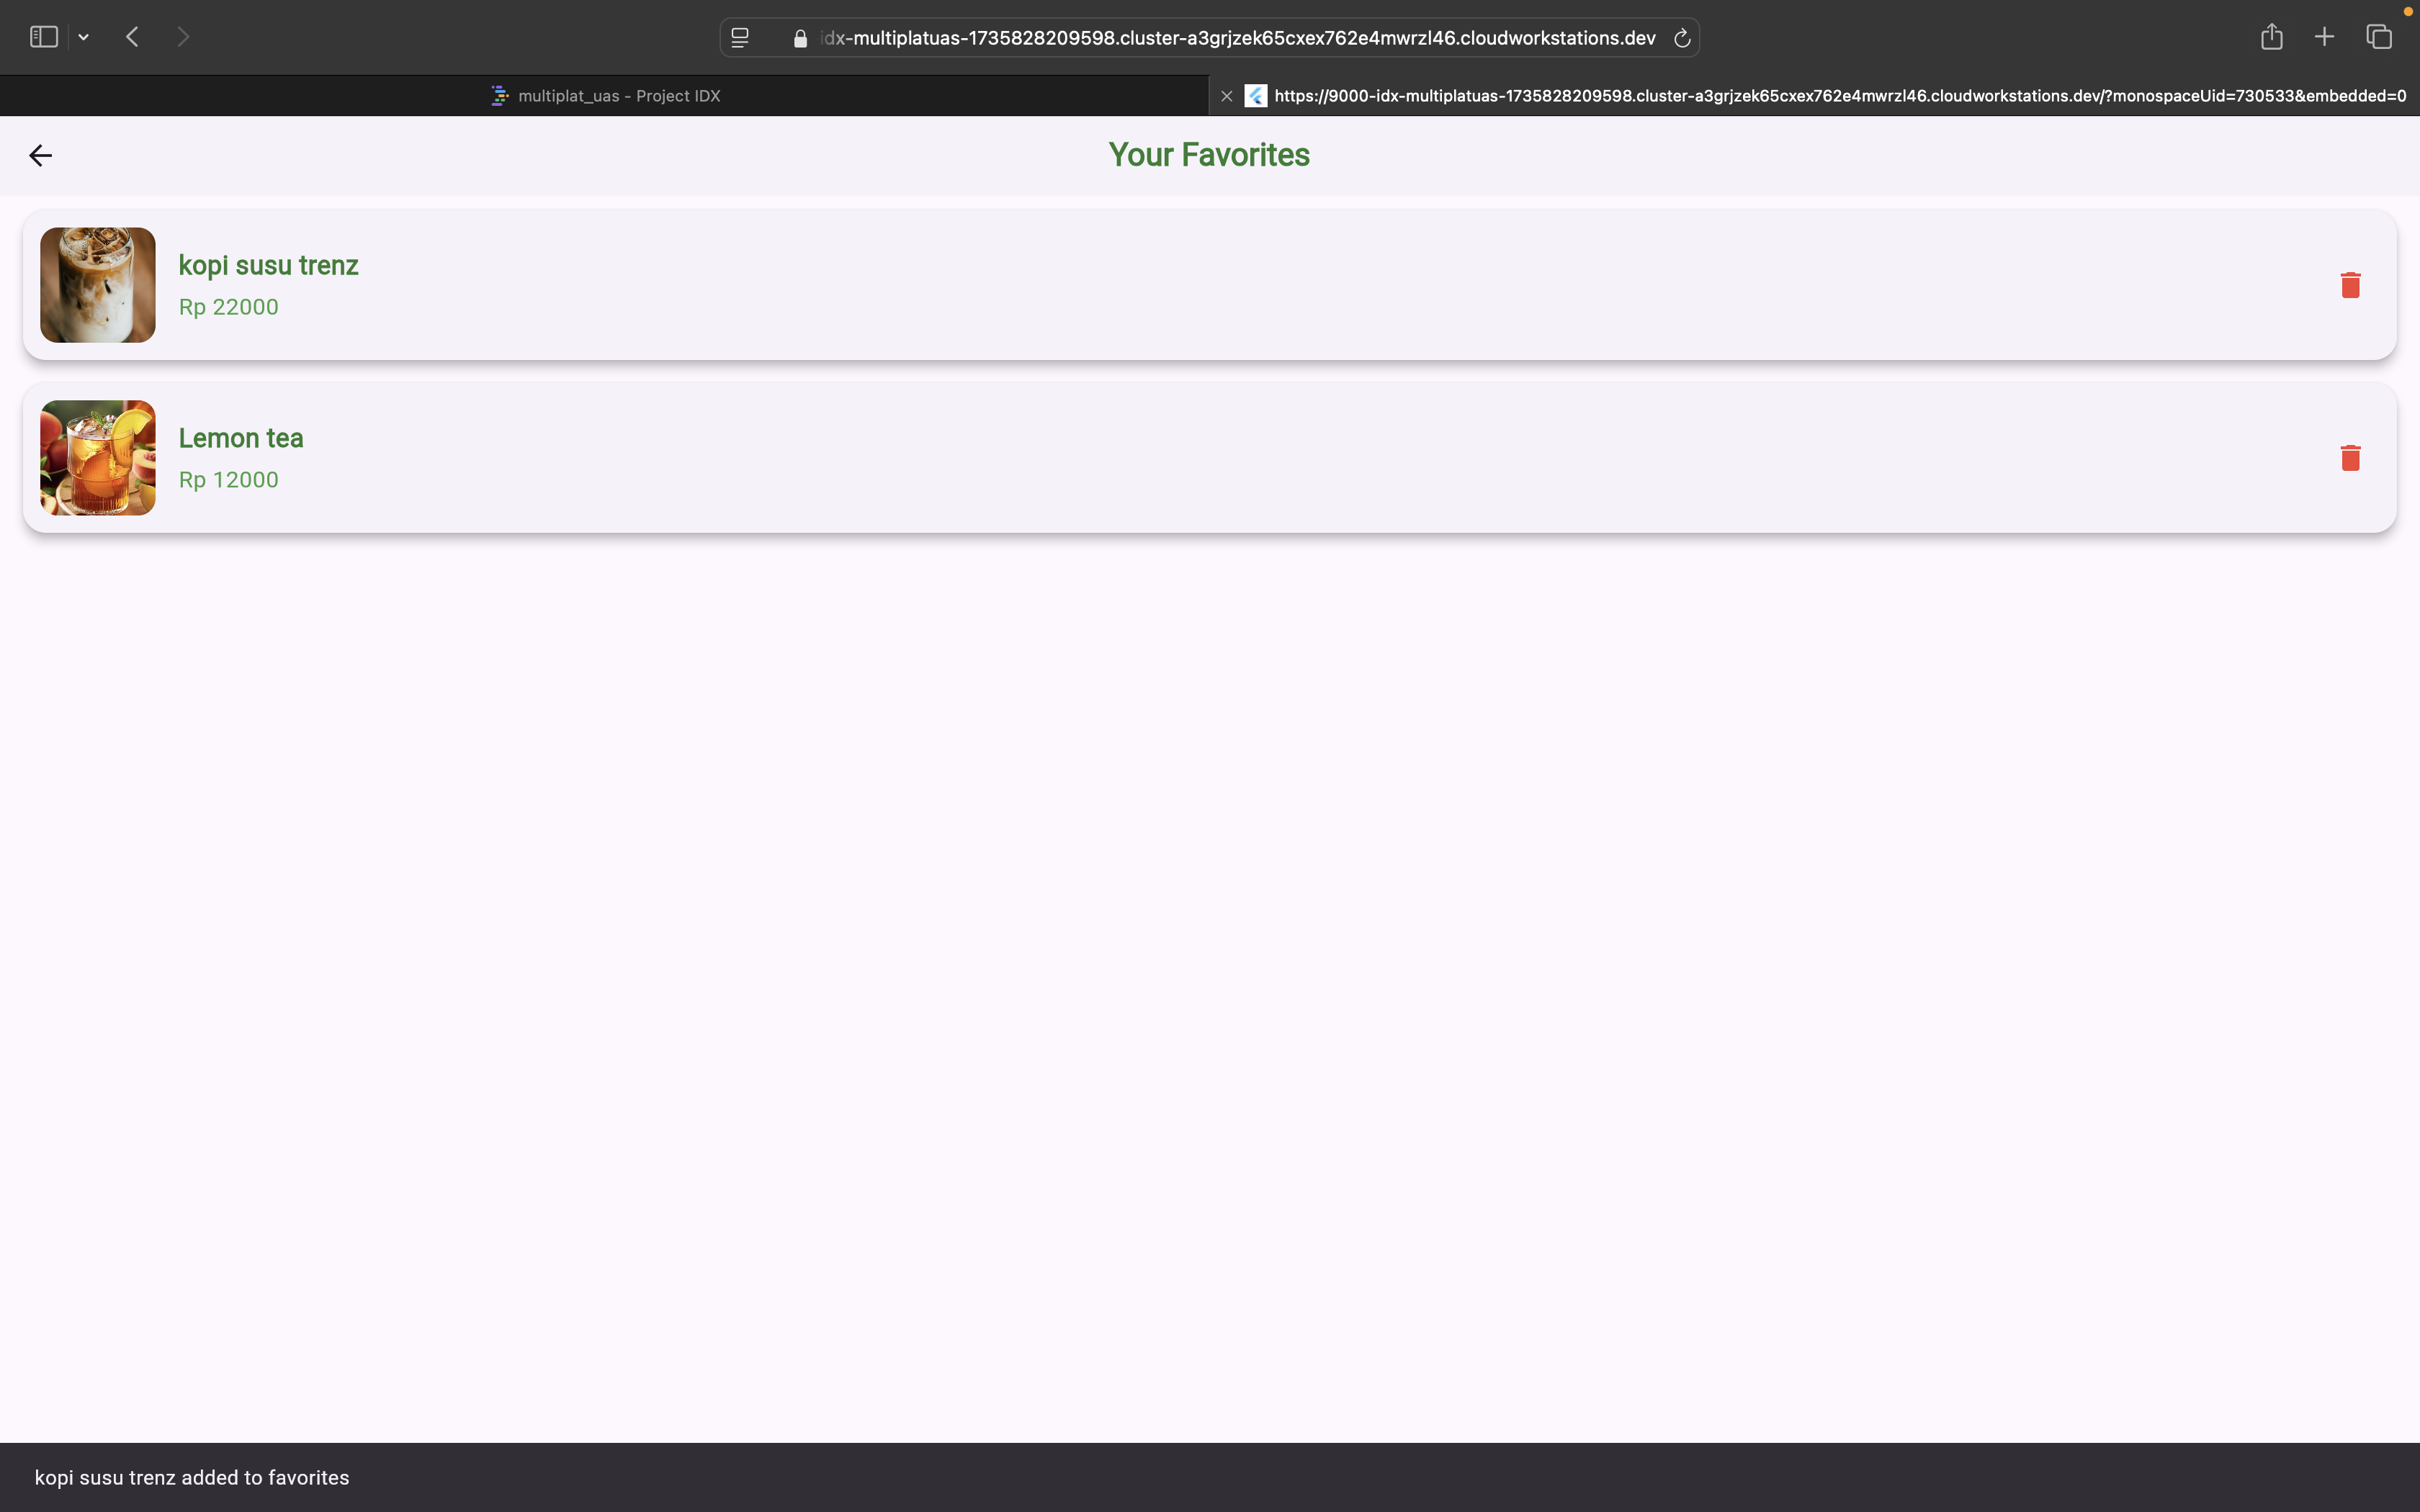 idx-multiplatuas-1735828209598.cluster-a3grjzek65cxex762e4mwrzl46.cloudworkstations.dev
multiplat_uas - Project IDX
https://9000-idx-multiplatuas-1735828209598.cluster-a3grjzek65cxex762e4mwrzl46.cloudworkstations.dev/?monospaceUid=730533&embedded=0
Your Favorites
kopi susu trenz
Rp 22000
Lemon tea
Rp 12000
kopi susu trenz added to favorites